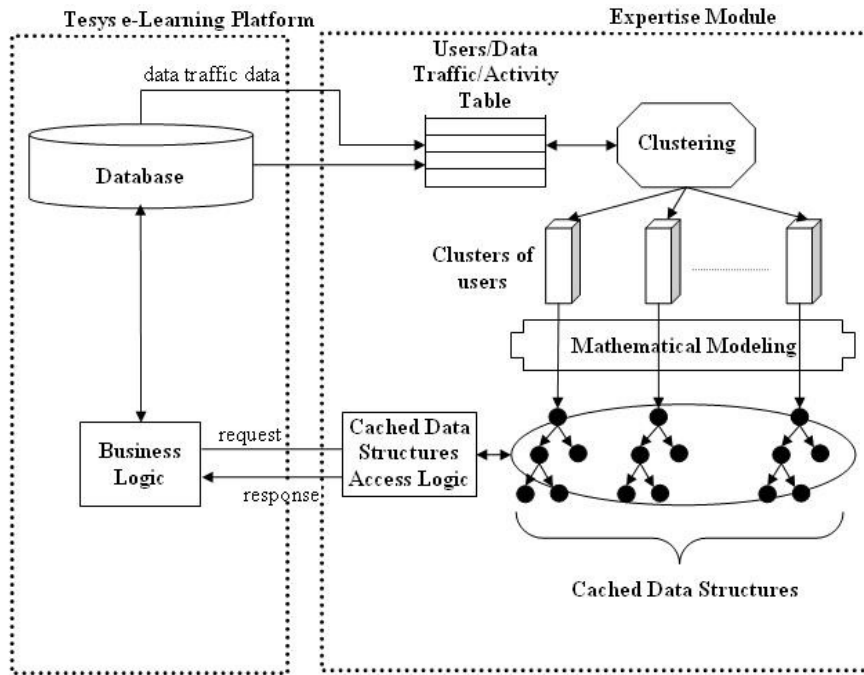 Tesys e-Learning Platform
Expertise Module
Users/Data
Traffic/Activity
Table
data traffic data
Database
Clustering
Clusters of
users
Mathematical Modeling
Business
Logic
request
response
Cached Data
Structures
Access Logic
Cached Data Structures